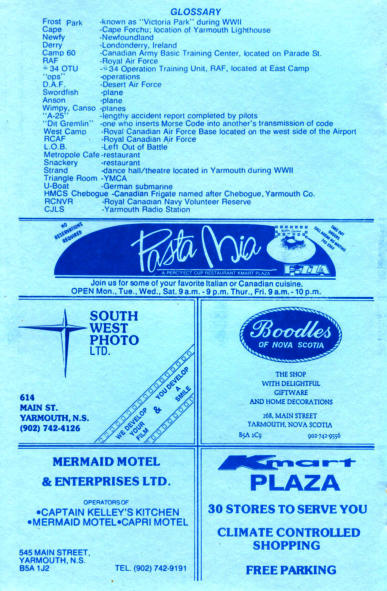 GLOSSARY
Frost Park -known as "Victoria Park" during WWII
Cape -Cape Forchu; location of Yarmouth Lighthouse
Newfy -Newfoundland
Derry -Londonderry, Ireland
Camp 60 -Canadian Army Basic Training Center, located on Parade St.
RAF -Royal Air Force
#34 OTU -#34 Operation Training Unit, RAF, located at East Camp
"ops" -operations
D.A.F. -Desert Air Force
Swordfish -plane
Anson -plane
Wimpy, Canso -planes
"A-25" -lengthy accident report completed by pilots
"Dit Gremlin" -one who inserts Morse Code into another's transmission of code
West Camp -Royal Canadian Air Force Base located on the west side of the Airport
RCAF -Royal Canadian Air Force
L.O.B. -Left Out of Battle
Metropole Cafe -restaurant
Snackery -restaurant
Strand -dance hall/theatre located in Yarmouth during WWII
Triangle Room -YMCA
U-Boat -German submarine
HMCS Chebogue -Canadian Frigate named after Chebogue, Yarmouth Co.
RCNVR -Royal Canadian Navy Volunteer Reserve
CJLS -Yarmouth Radio Station
NO
RESERVATIONS
REQUIRED
Pasta Mia
A PERCFECT CUP RESTAURANT KMART PLAZA
PIZZA
TAKE OUT
Join us for some of your favorite Italian or Canadian cuisine.
OPEN Mon., Tue., Wed., Sat. 9 a.m. - 9 p.m. Thur., Fri. 9 a.m. - 10 p.m.
SOUTH
WEST
PHOTO
LTD.
614
MAIN ST.
YARMOUTH, N.S.
(902) 742-4126
WE DEVELOP
YOUR
FILM
&
YOU DEVELOP
A
SMILE
Boodles
OF NOVA SCOTIA
THE SHOP
WITH DELIGHTFUL
GIFTWARE
AND HOME DECORATIONS
268, MAIN STREET
YARMOUTH, NOVA SCOTIA
B5A 1C9 902-742-9556
MERMAID MOTEL
& ENTERPRISES LTD.
OPERATORS OF
•CAPTAIN KELLEY'S KITCHEN
•MERMAID MOTEL •CAPRI MOTEL
545 MAIN STREET,
YARMOUTH, N.S.
B5A 1J2 TEL. (902) 742-9191
Kmart
PLAZA
30 STORES TO SERVE YOU
CLIMATE CONTROLLED
SHOPPING
FREE PARKING